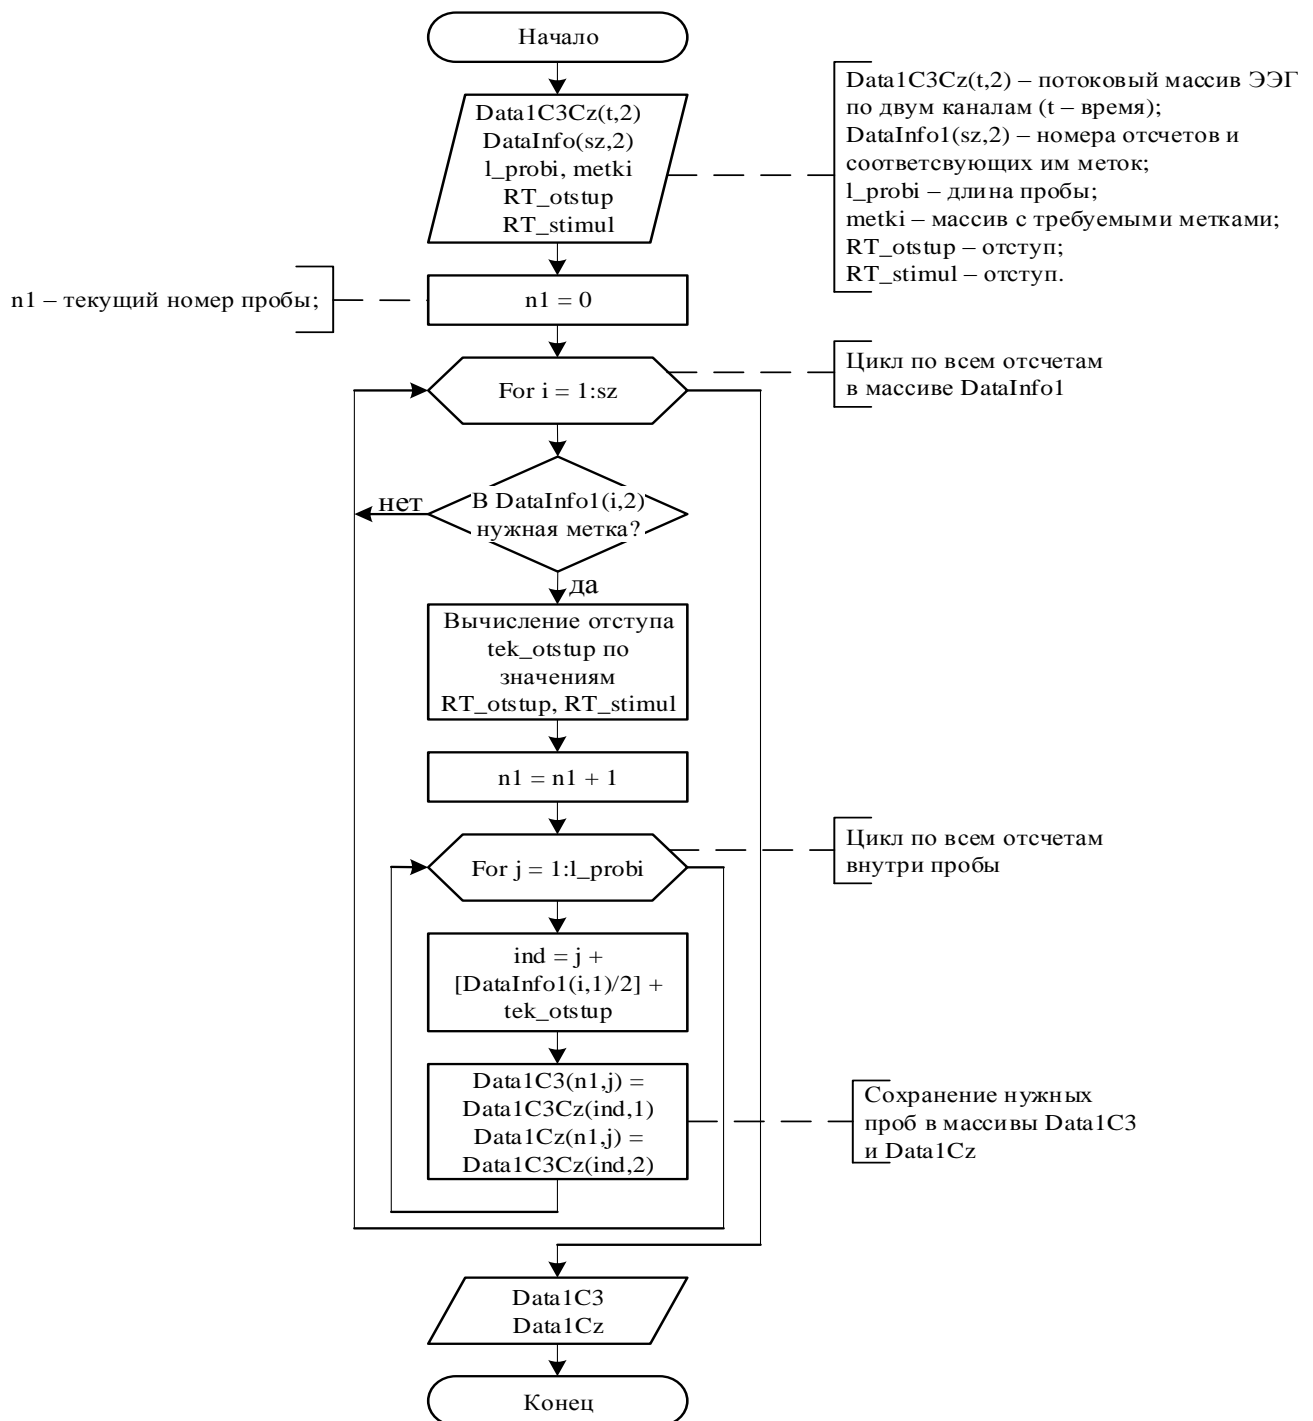 Начало
Data1C3Cz(t,2)
DataInfo(sz,2)
l_probi, metki
RT_otstup
RT_stimul
Data1C3Cz(t,2) – потоковый массив ЭЭГ
по двум каналам (t – время);
DataInfo1(sz,2) – номера отсчетов и
соответсвующих им меток;
l_probi – длина пробы;
metki – массив с требуемыми метками;
RT_otstup – отступ;
RT_stimul – отступ.
n1 – текущий номер пробы;
n1 = 0
For i = 1:sz
Цикл по всем отсчетам
в массиве DataInfo1
нет
В DataInfo1(i,2)
нужная метка?
да
Вычисление отступа
tek_otstup по
значениям
RT_otstup, RT_stimul
n1 = n1 + 1
For j = 1:l_probi
Цикл по всем отсчетам
внутри пробы
ind = j +
[DataInfo1(i,1)/2] +
tek_otstup
Data1C3(n1,j) =
Data1C3Cz(ind,1)
Data1Cz(n1,j) =
Data1C3Cz(ind,2)
Сохранение нужных
проб в массивы Data1C3
и Data1Cz
Data1C3
Data1Cz
Конец